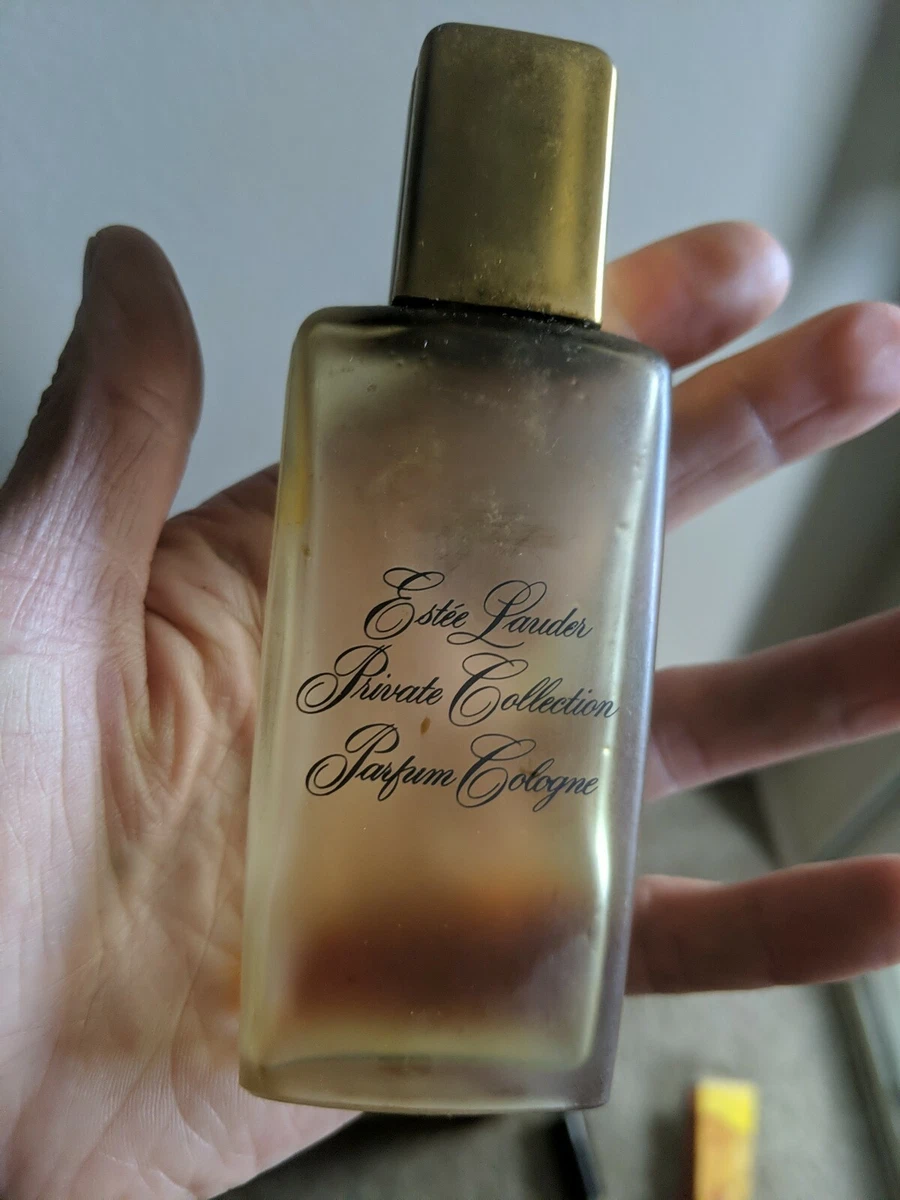 Estée Lauder
Private Collection
Parfum Cologne